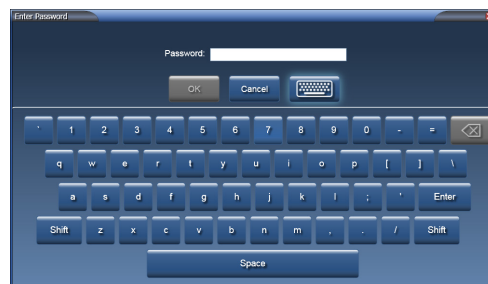 Enter Password
Password:
OK Cancel
` 1 2 3 4 5 6 7 8 9 0 - =
q w e r t y u i o p [ ] \
a s d f g h j k l ; ' Enter
Shift z x c v b n m , . / Shift
Space